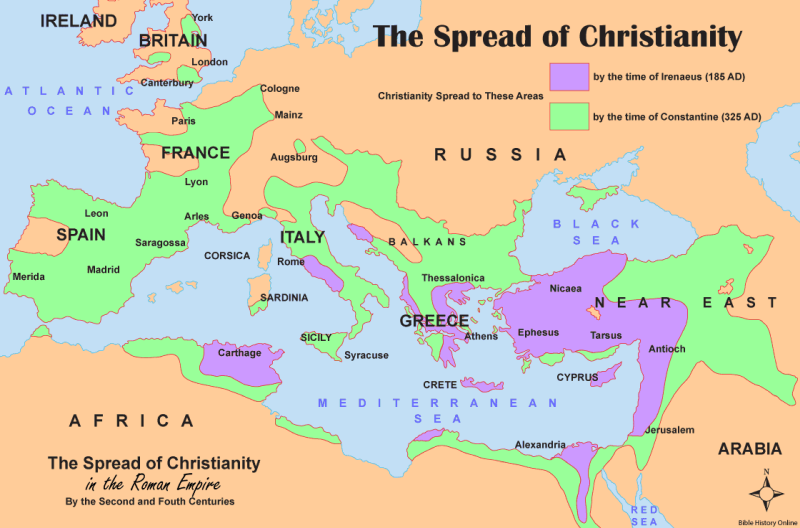 The Spread of Christianity
by the time of Irenaeus (185 AD)
Christianity Spread to These Areas
by the time of Constantine (325 AD)
IRELAND
York
BRITAIN
London
Canterbury
ATLANTIC
OCEAN
Cologne
Paris
Mainz
FRANCE
Augsburg
RUSSIA
Lyon
Leon
Arles
Genoa
SPAIN
ITALY
BLACK
SEA
Saragossa
BALKANS
CORSICA
Rome
Merida
Madrid
Thessalonica
Nicaea
SARDINIA
NEAR EAST
GREECE
SICILY
Athens
Ephesus
Tarsus
Carthage
Syracuse
Antioch
CRETE
CYPRUS
MEDITERRANEAN
SEA
AFRICA
Jerusalem
Alexandria
ARABIA
The Spread of Christianity
in the Roman Empire
By the Second and Fouth Centuries
N
RED
SEA
Bible History Online